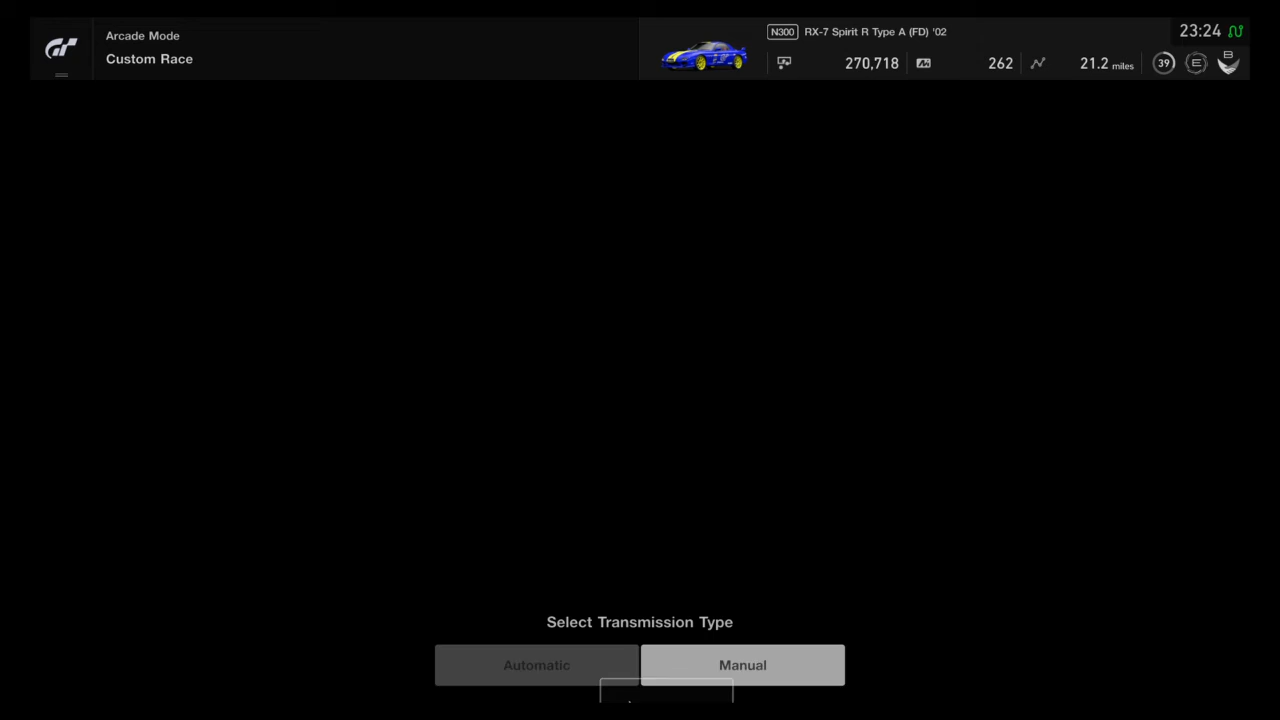 Arcade Mode
Custom Race
N300 RX-7 Spirit R Type A (FD) '02
23:24
270,718 262 21.2 miles 39 E B
Select Transmission Type
Automatic Manual